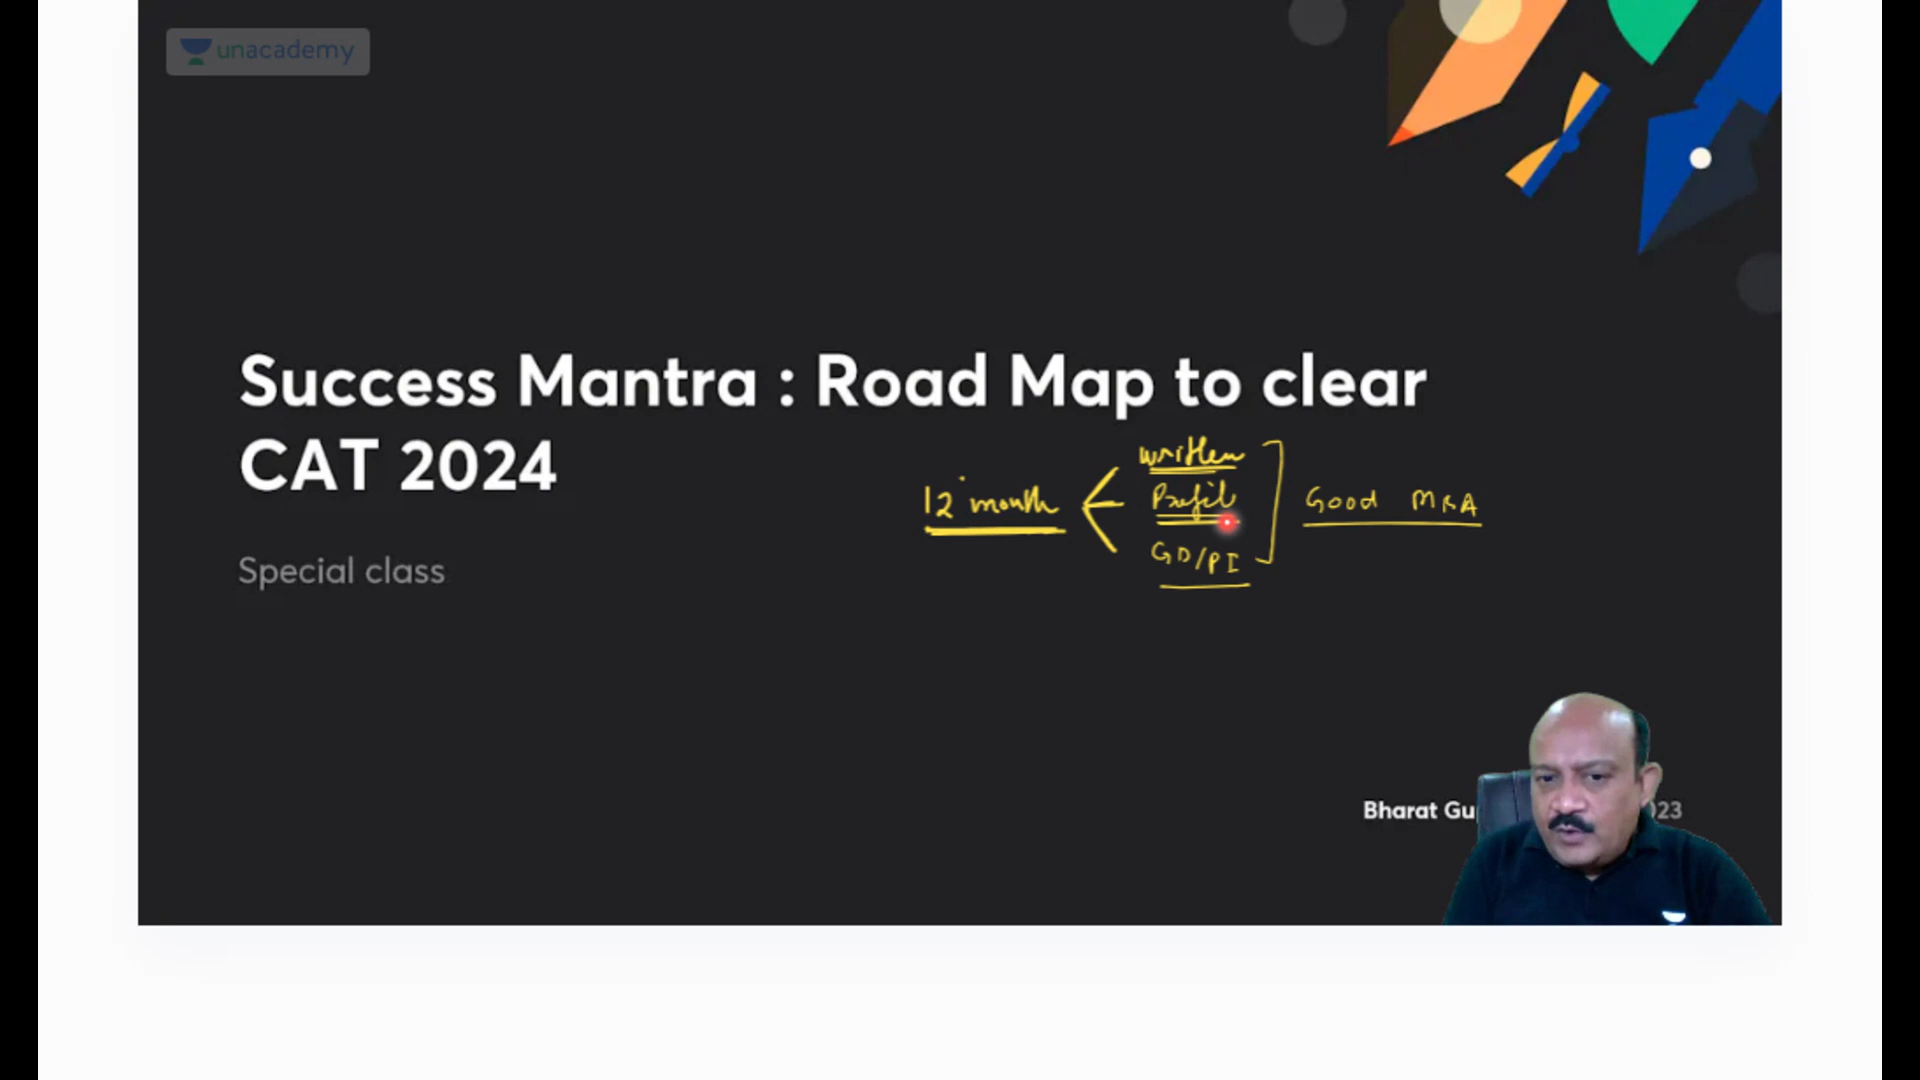 unacademy
Success Mantra : Road Map to clear
CAT 2024
12 month
written
Profile
GD/PI
Good MBA
Special class
Bharat Gu
23